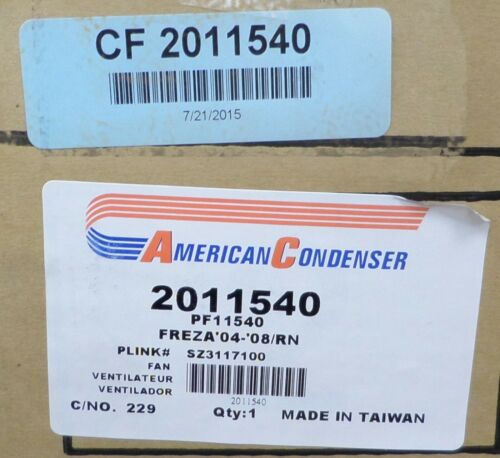 CF 2011540
7/21/2015
AMERICAN CONDENSER
2011540
PF11540
FREZA'04-'08/RN
PLINK# SZ3117100
FAN
VENTILATEUR
VENTILADOR
2011540
C/NO. 229 Qty:1 MADE IN TAIWAN